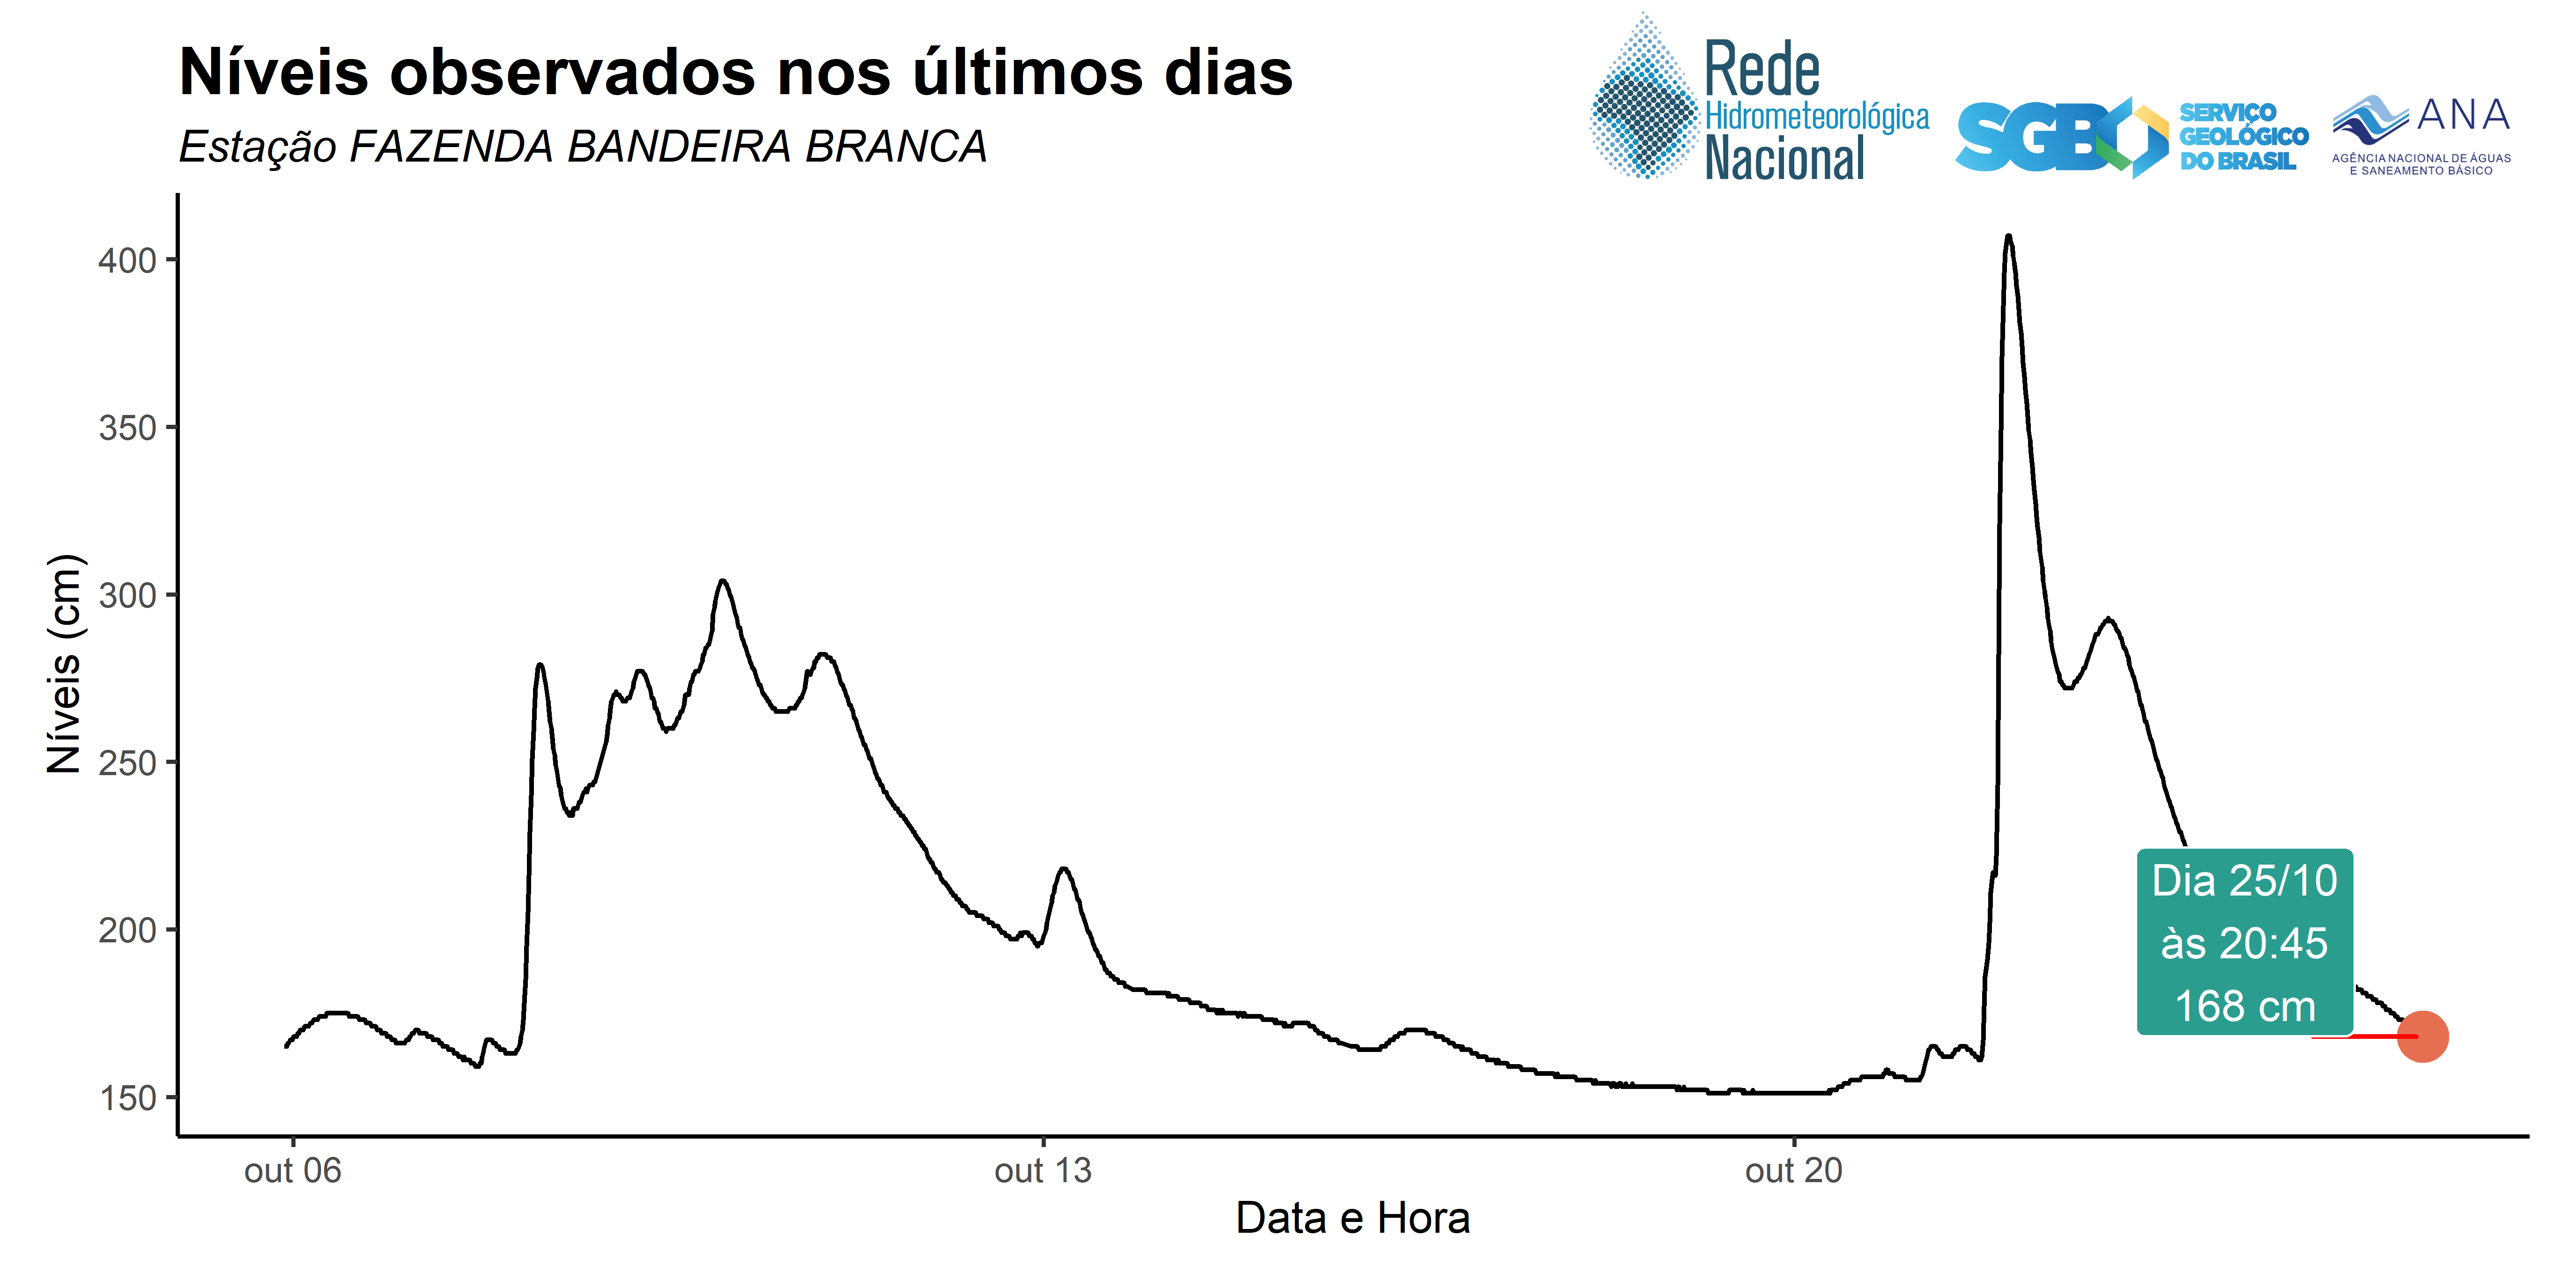 Níveis observados nos últimos dias
Estação FAZENDA BANDEIRA BRANCA
Rede
Hidrometeorológica
Nacional
SGB
SERVIÇO
GEOLÓGICO
DO BRASIL
ANA
AGÊNCIA NACIONAL DE ÁGUAS
E SANEAMENTO BÁSICO
Níveis (cm)
400
350
300
250
200
150
Dia 25/10
às 20:45
168 cm
out 06
out 13
out 20
Data e Hora